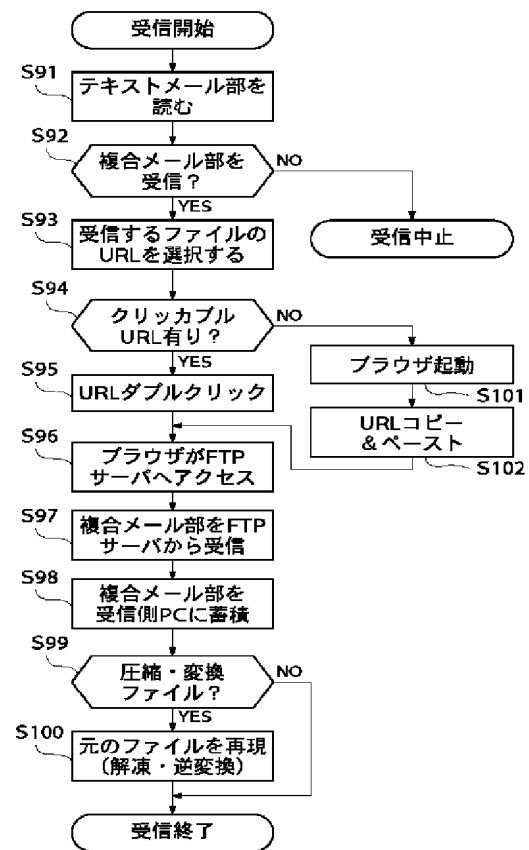 受信開始
S91
テキストメール部を
読む
S92
複合メール部を
受信？
NO
YES
受信中止
S93
受信するファイルの
URLを選択する
S94
クリッカブル
URL有り？
NO
YES
ブラウザ起動
S101
S95
URLダブルクリック
URLコピー
＆ペースト
S102
S96
ブラウザがFTP
サーバへアクセス
S97
複合メール部をFTP
サーバから受信
S98
複合メール部を
受信側PCに蓄積
S99
圧縮・変換
ファイル？
NO
YES
S100
元のファイルを再現
(解凍・逆変換)
受信終了